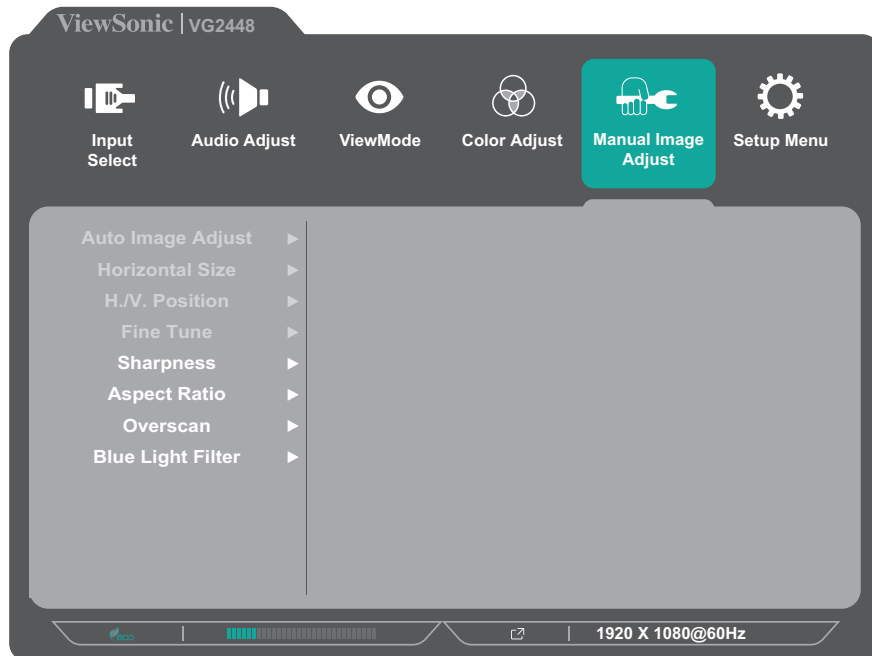 ViewSonic | VG2448
Input
Select
Audio Adjust
ViewMode
Color Adjust
Manual Image
Adjust
Setup Menu
Auto Image Adjust
Horizontal Size
H./V. Position
Fine Tune
Sharpness
Aspect Ratio
Overscan
Blue Light Filter
eco
1920 X 1080@60Hz